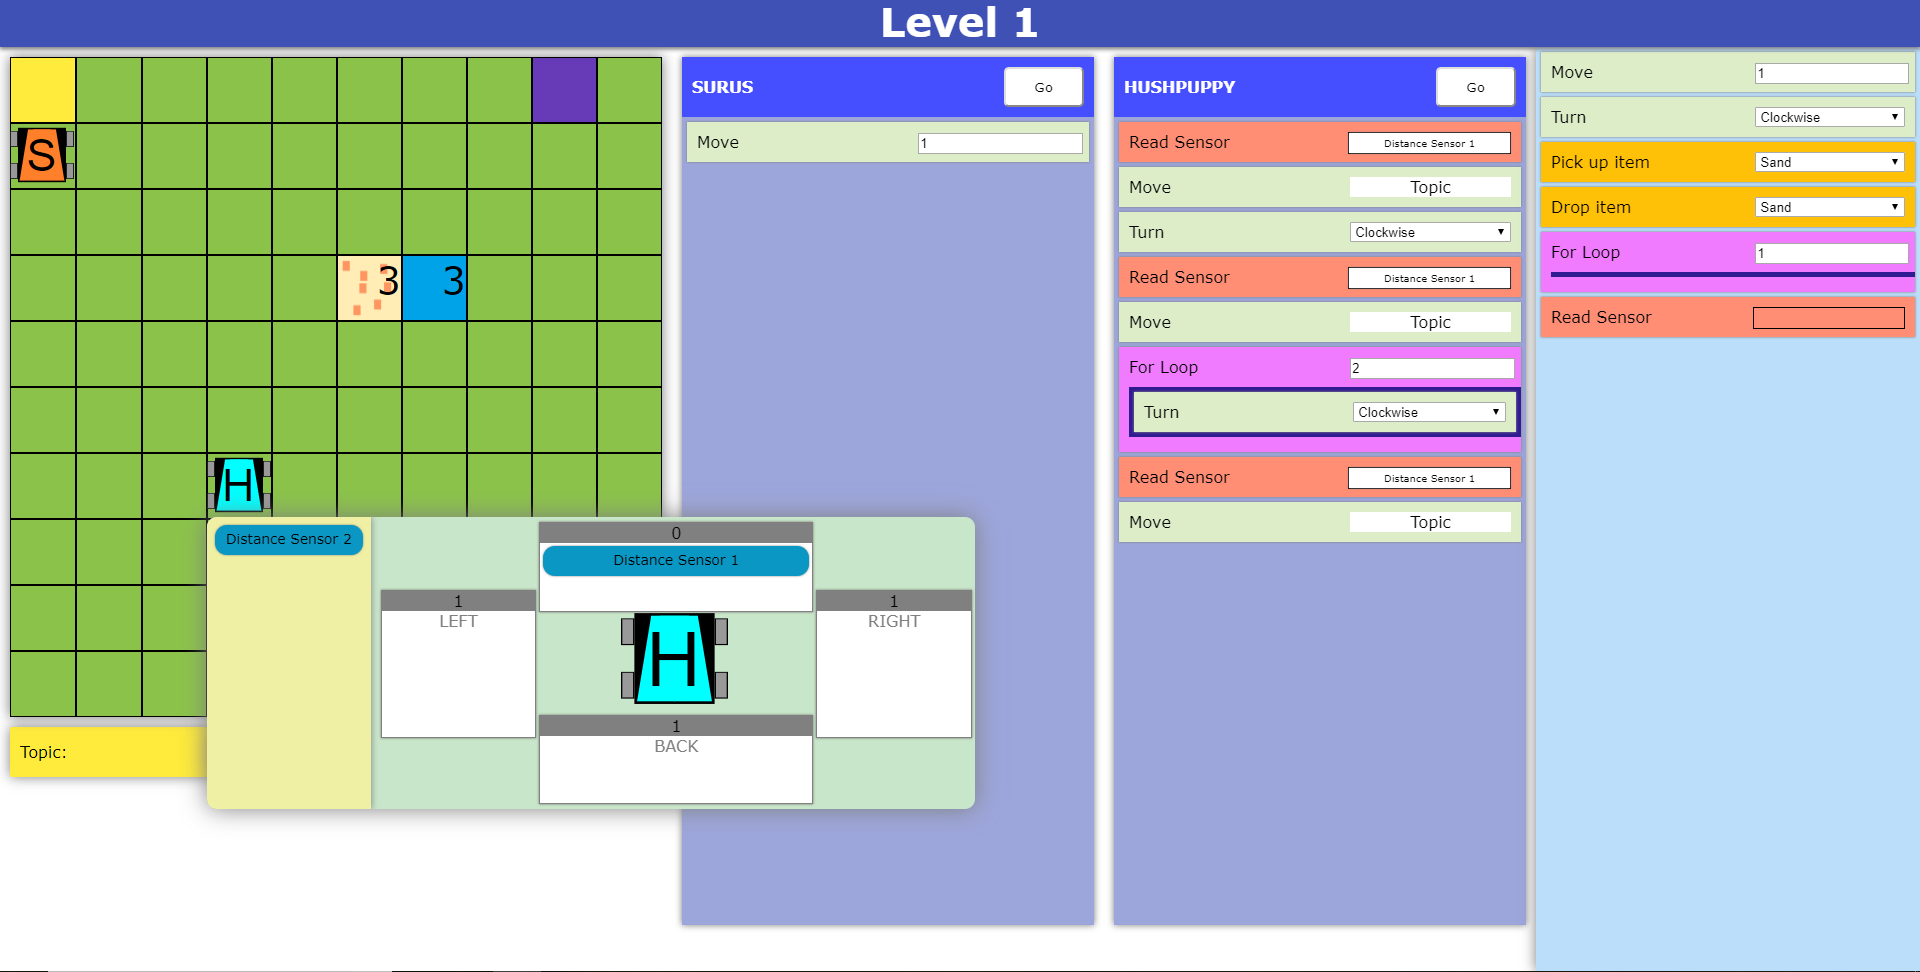 Level 1
S
3 3
H
Topic:
Distance Sensor 2
0
Distance Sensor 1
1
LEFT
H
1
RIGHT
1
BACK
SURUS
Go
Move 1
HUSHPUPPY
Go
Read Sensor Distance Sensor 1
Move Topic
Turn Clockwise
Read Sensor Distance Sensor 1
Move Topic
For Loop 2
Turn Clockwise
Read Sensor Distance Sensor 1
Move Topic
Move 1
Turn Clockwise
Pick up item Sand
Drop item Sand
For Loop 1
Read Sensor